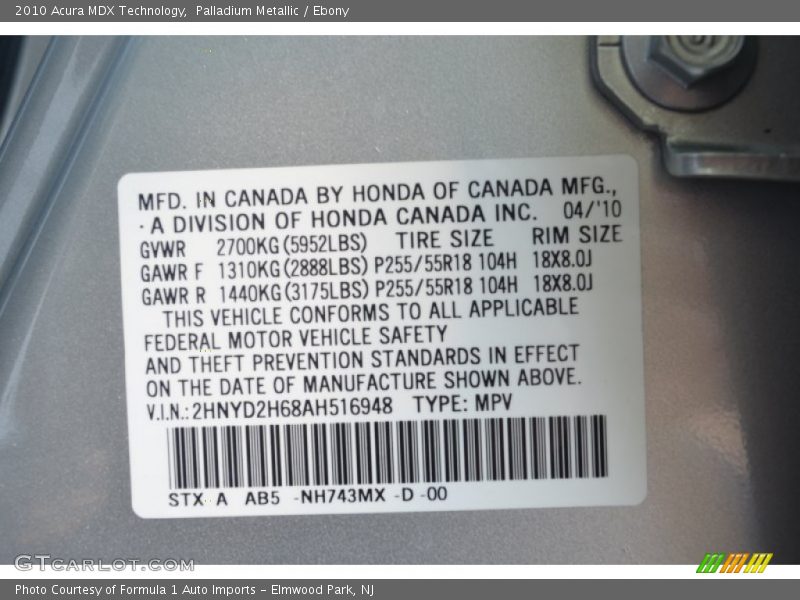 2010 Acura MDX Technology, Palladium Metallic / Ebony
MFD. IN CANADA BY HONDA OF CANADA MFG.,
· A DIVISION OF HONDA CANADA INC. 04/'10
GVWR 2700KG(5952LBS) TIRE SIZE RIM SIZE
GAWR F 1310KG(2888LBS) P255/55R18 104H 18X8.0J
GAWR R 1440KG(3175LBS) P255/55R18 104H 18X8.0J
THIS VEHICLE CONFORMS TO ALL APPLICABLE
FEDERAL MOTOR VEHICLE SAFETY
AND THEFT PREVENTION STANDARDS IN EFFECT
ON THE DATE OF MANUFACTURE SHOWN ABOVE.
V.I.N.: 2HNYD2H68AH516948 TYPE: MPV
STX A AB5 -NH743MX -D -00
GTCARLOT.COM
Photo Courtesy of Formula 1 Auto Imports – Elmwood Park, NJ